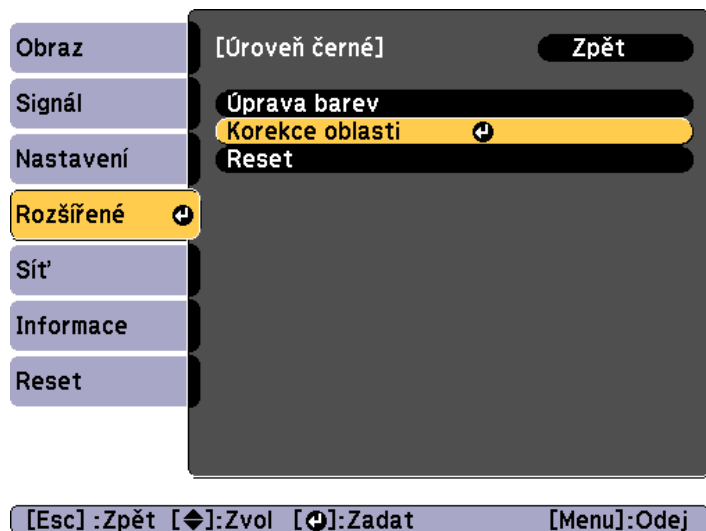 Obraz
Signál
Nastavení
Rozšířené
Síť
Informace
Reset
[Úroveň černé] Zpět
Úprava barev
Korekce oblasti
Reset
[Esc] :Zpět [◆]:Zvol [↵]:Zadat [Menu]:Odej